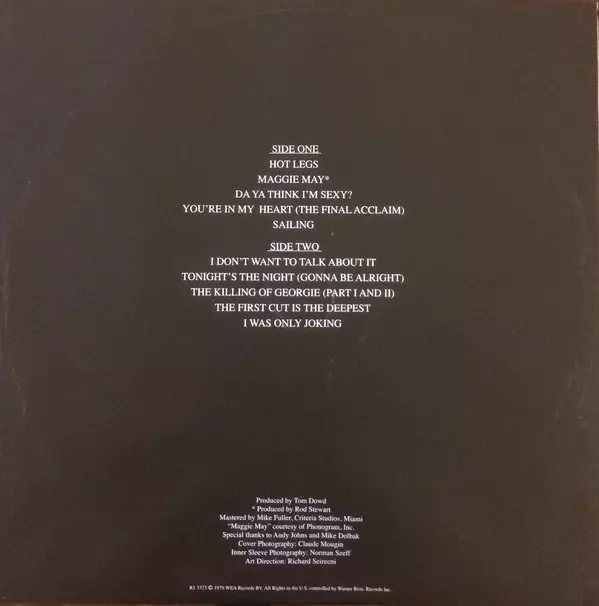 SIDE ONE
HOT LEGS
MAGGIE MAY*
DA YA THINK I'M SEXY?
YOU'RE IN MY HEART (THE FINAL ACCLAIM)
SAILING
SIDE TWO
I DON'T WANT TO TALK ABOUT IT
TONIGHT'S THE NIGHT (GONNA BE ALRIGHT)
THE KILLING OF GEORGIE (PART I AND II)
THE FIRST CUT IS THE DEEPEST
I WAS ONLY JOKING
Produced by Tom Dowd
* Produced by Rod Stewart
Mastered by Mike Fuller, Criteria Studios, Miami
"Maggie May" courtesy of Phonogram, Inc.
Special thanks to Andy Johns and Mike Dolbak
Cover Photography: Claude Mougin
Inner Sleeve Photography: Norman Seeff
Art Direction: Richard Seireeni
3373 © 1979 WEA Records BV. All Rights in the U.S. controlled by Warner Bros. Records Inc.